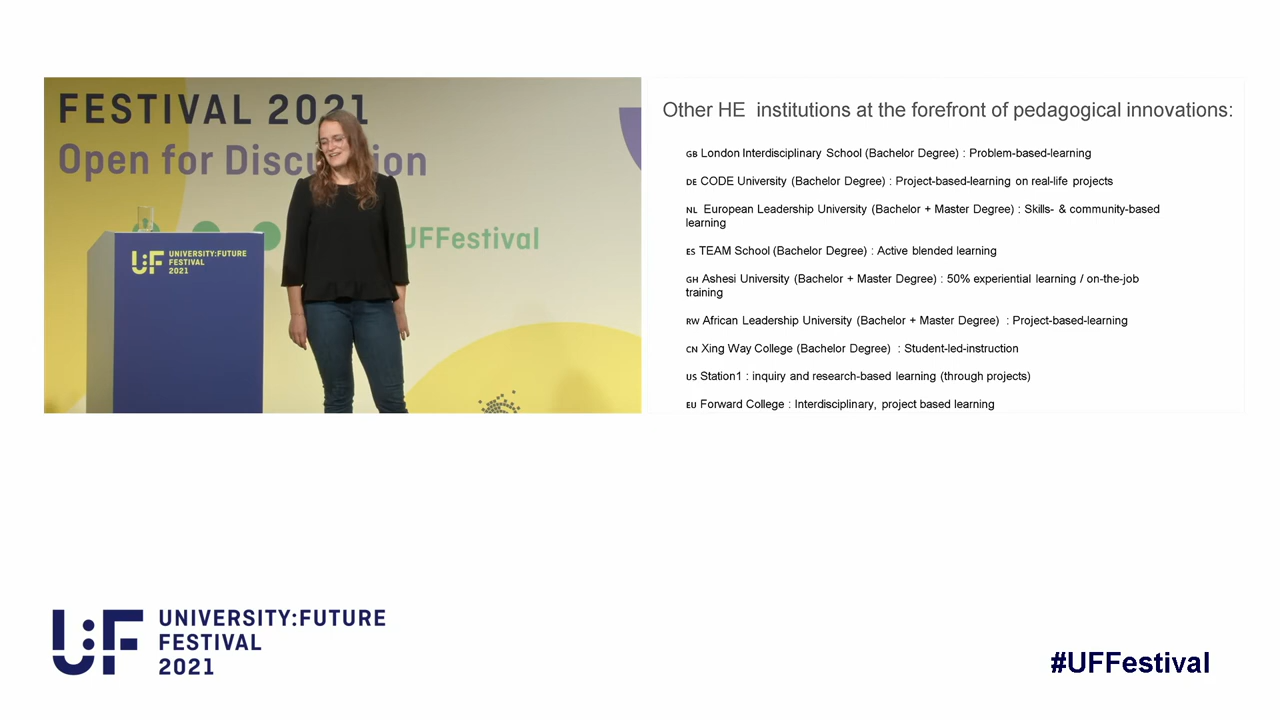 FESTIVAL 2021
Open for Discussion
UFFestival
U:F UNIVERSITY:FUTURE
FESTIVAL
2021
Other HE institutions at the forefront of pedagogical innovations:
GB London Interdisciplinary School (Bachelor Degree) : Problem-based-learning
DE CODE University (Bachelor Degree) : Project-based-learning on real-life projects
NL European Leadership University (Bachelor + Master Degree) : Skills- & community-based
learning
ES TEAM School (Bachelor Degree) : Active blended learning
GH Ashesi University (Bachelor + Master Degree) : 50% experiential learning / on-the-job
training
RW African Leadership University (Bachelor + Master Degree) : Project-based-learning
CN Xing Way College (Bachelor Degree) : Student-led-instruction
US Station1 : inquiry and research-based learning (through projects)
EU Forward College : Interdisciplinary, project based learning
U:F UNIVERSITY:FUTURE
FESTIVAL
2021
#UFFestival